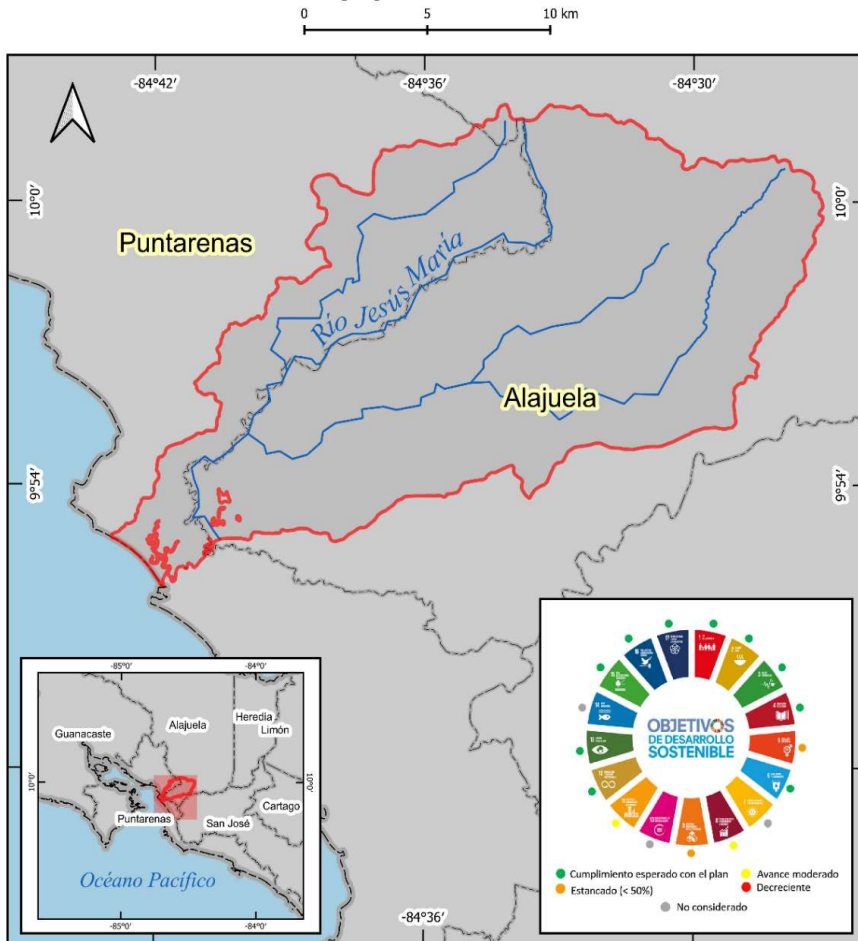 0 5 10 km
-84°42' -84°36' -84°30'
10°0' 10°0'
Puntarenas
Río Jesús María
Alajuela
9°54' 9°54'
-85°0' -84°0'
Alajuela
Heredia
Limón
Guanacaste
10°0' 10°0'
Cartago
Puntarenas
San José
Océano Pacífico
-85°0' -84°0'
-84°36'
OBJETIVOS
DE DESARROLLO
SOSTENIBLE
Cumplimiento esperado con el plan
Avance moderado
Estancado (< 50%)
Decreciente
No considerado